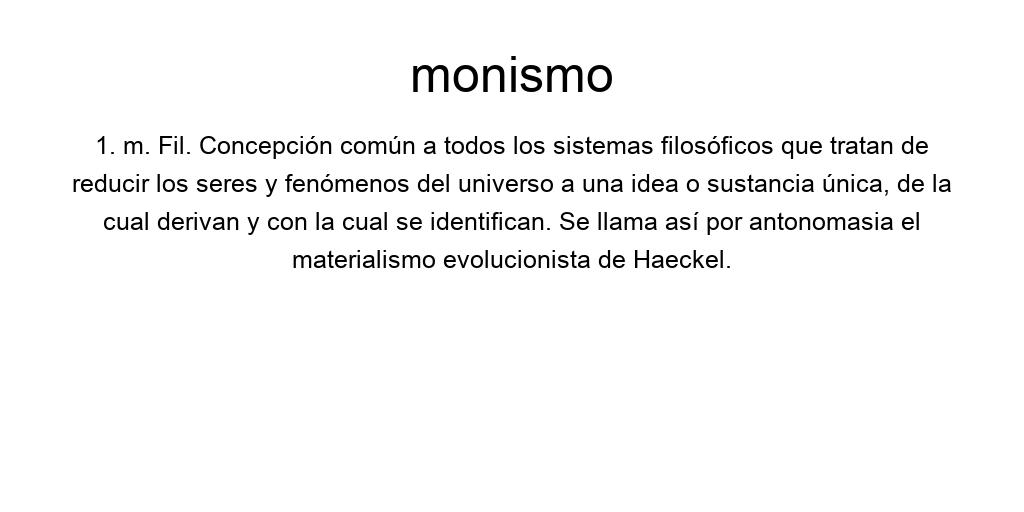 monismo
1. m. Fil. Concepción común a todos los sistemas filosóficos que tratan de
reducir los seres y fenómenos del universo a una idea o sustancia única, de la
cual derivan y con la cual se identifican. Se llama así por antonomasia el
materialismo evolucionista de Haeckel.